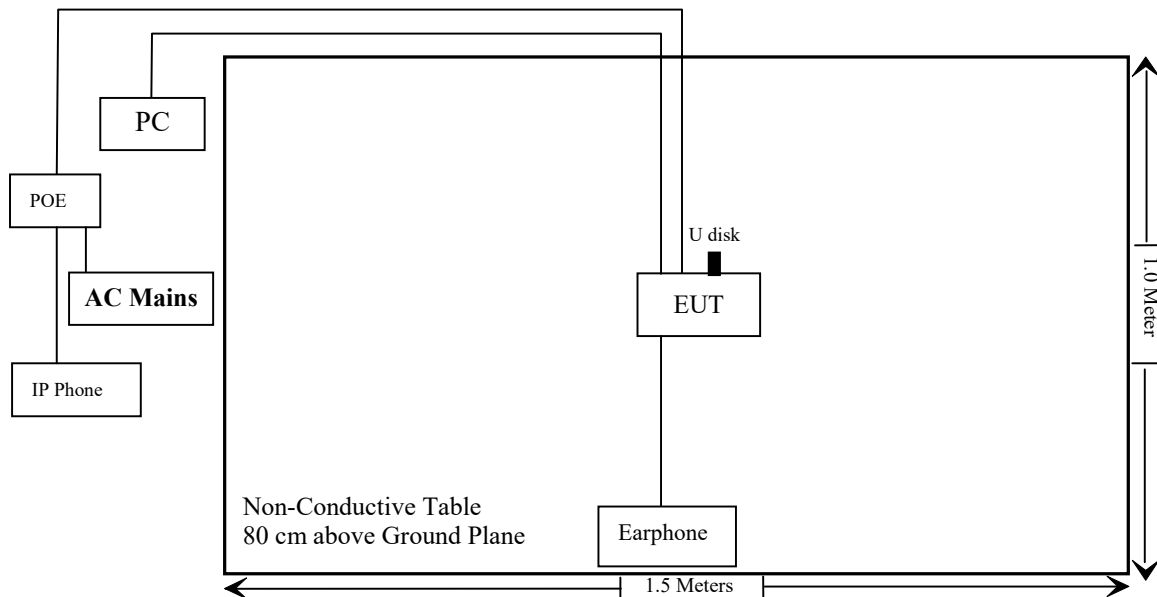 PC
POE
U disk
AC Mains
EUT
1.0 Meter
IP Phone
Non-Conductive Table
80 cm above Ground Plane
Earphone
1.5 Meters